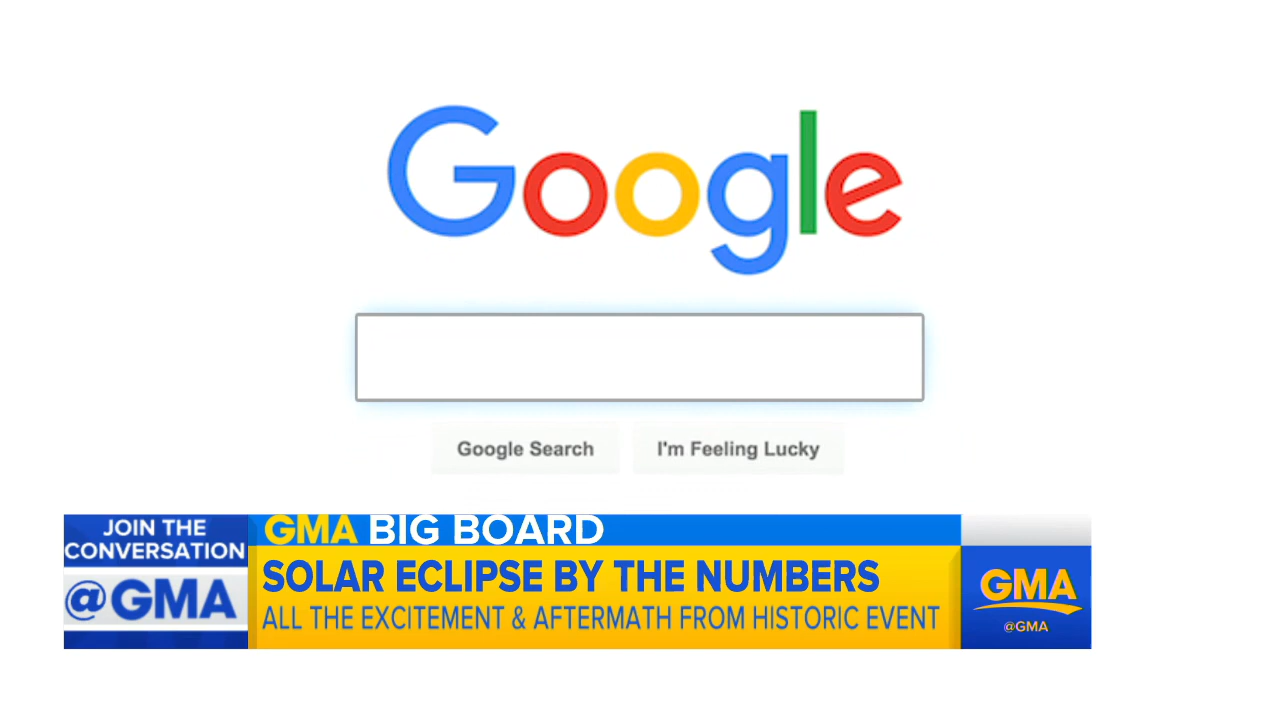 Google
Google Search
I'm Feeling Lucky
JOIN THE
CONVERSATION
@GMA
GMA BIG BOARD
SOLAR ECLIPSE BY THE NUMBERS
ALL THE EXCITEMENT & AFTERMATH FROM HISTORIC EVENT
GMA
@GMA